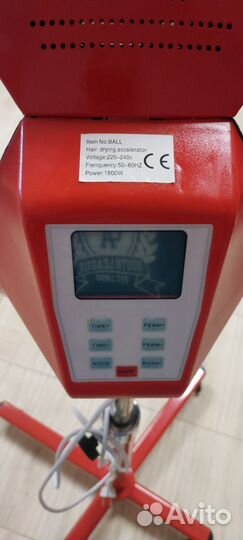 Item No:BALL
Hair drying accelerator
Voltage:220-240v
Frenquency:50-60HZ
Power:1800W
CE
TIME+ PERM+
TIME- PERM-
MODE
Avito